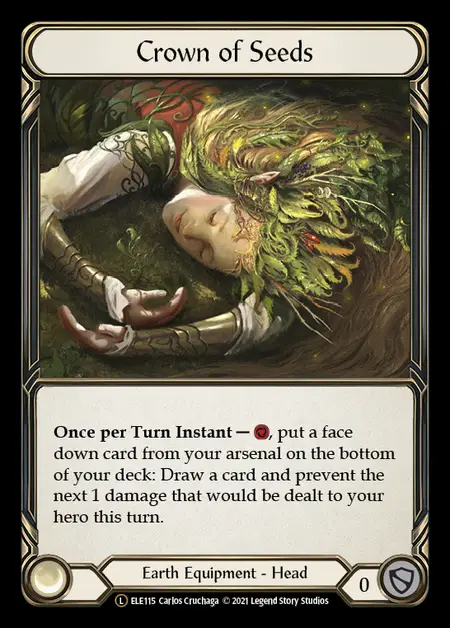 Crown of Seeds
Once per Turn Instant — , put a face
down card from your arsenal on the bottom
of your deck: Draw a card and prevent the
next 1 damage that would be dealt to your
hero this turn.
Earth Equipment - Head
0
L ELE115 Carlos Cruchaga © 2021 Legend Story Studios